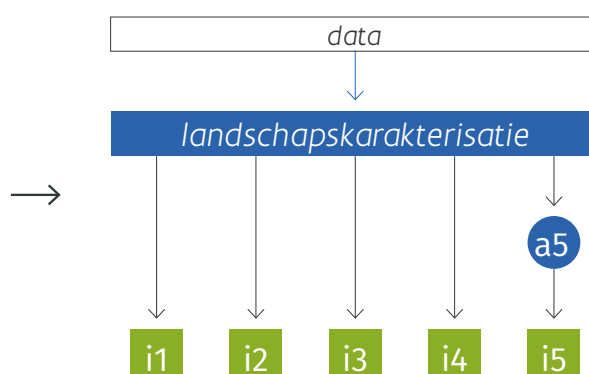 data
landschapskarakterisatie
a5
i1 i2 i3 i4 i5